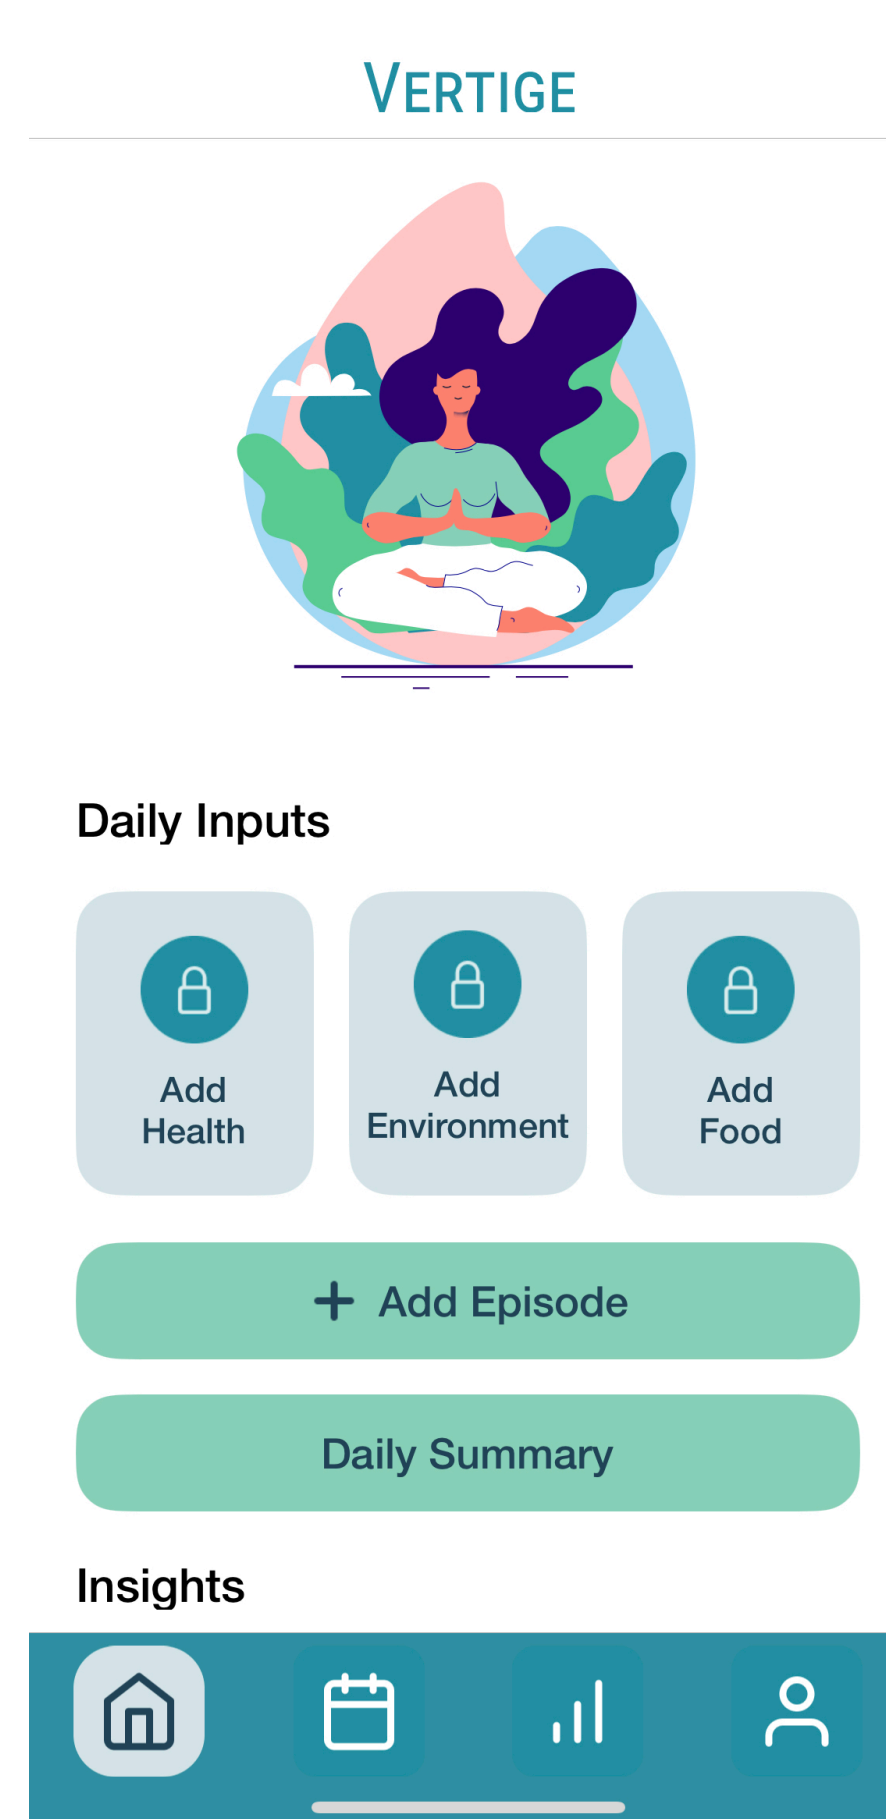 VERTIGE
Daily Inputs
Add
Health
Add
Environment
Add
Food
+ Add Episode
Daily Summary
Insights